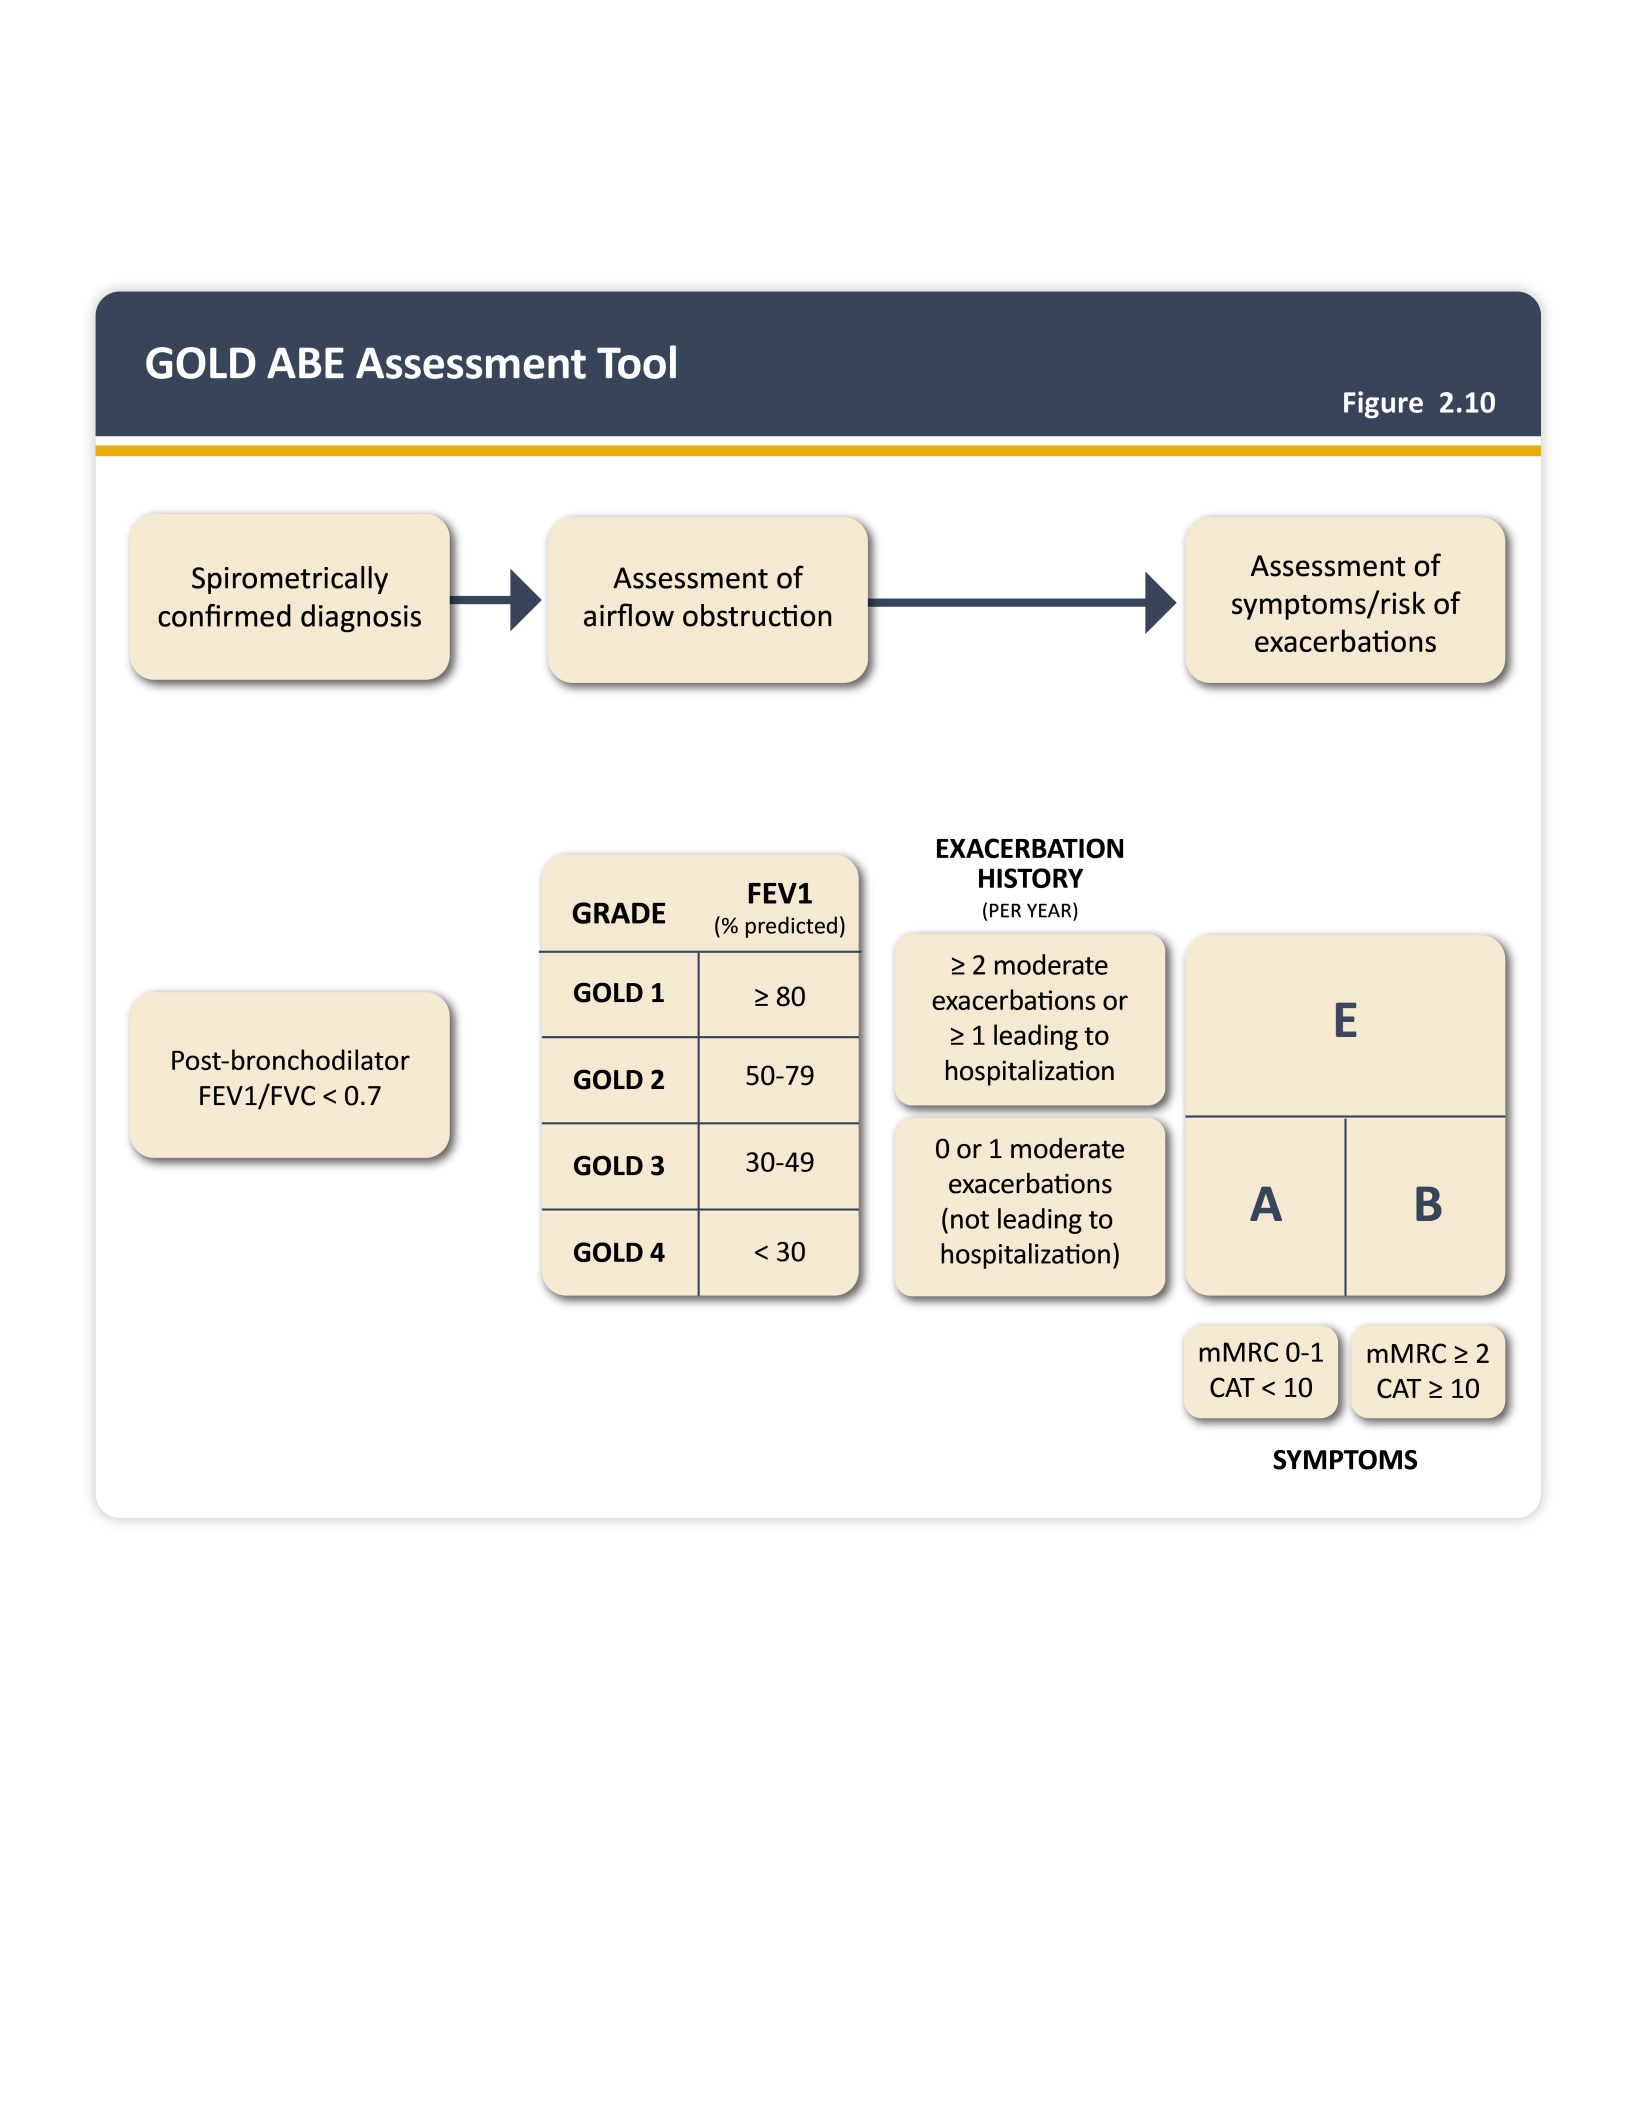 GOLD ABE Assessment Tool
Figure 2.10
Spirometrically
confirmed diagnosis
Assessment of
airflow obstruction
Assessment of
symptoms/risk of
exacerbations
Post-bronchodilator
FEV1/FVC < 0.7
GRADE
FEV1
(% predicted)
GOLD 1
≥ 80
GOLD 2
50-79
GOLD 3
30-49
GOLD 4
< 30
EXACERBATION
HISTORY
(PER YEAR)
≥ 2 moderate
exacerbations or
≥ 1 leading to
hospitalization
0 or 1 moderate
exacerbations
(not leading to
hospitalization)
E
A
B
mMRC 0-1
CAT < 10
mMRC ≥ 2
CAT ≥ 10
SYMPTOMS